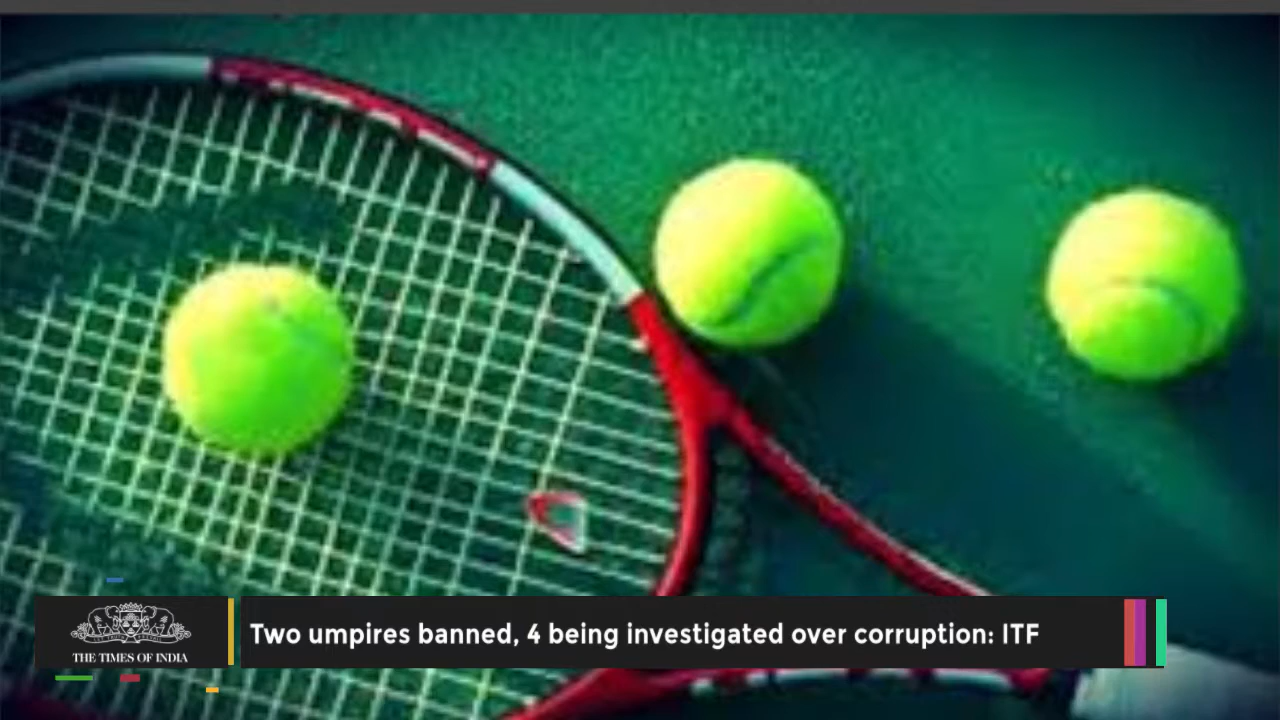 THE TIMES OF INDIA
Two umpires banned, 4 being investigated over corruption: ITF